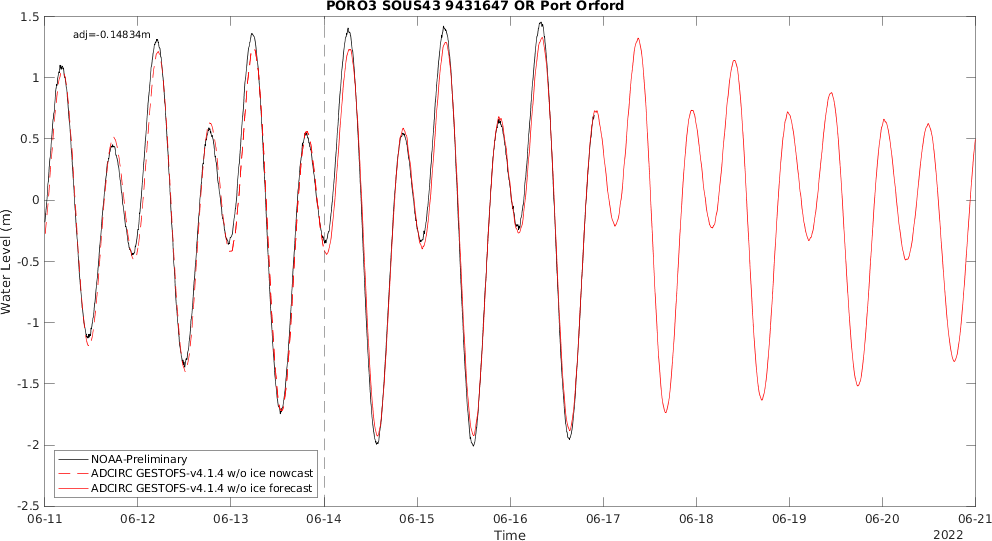 PORO3 SOUS43 9431647 OR Port Orford
adj=-0.14834m
1.5
1
0.5
0
-0.5
-1
-1.5
-2
-2.5
Water Level (m)
NOAA-Preliminary
ADCIRC GESTOFS-v4.1.4 w/o ice nowcast
ADCIRC GESTOFS-v4.1.4 w/o ice forecast
06-11 06-12 06-13 06-14 06-15 06-16 06-17 06-18 06-19 06-20 06-21
Time
2022